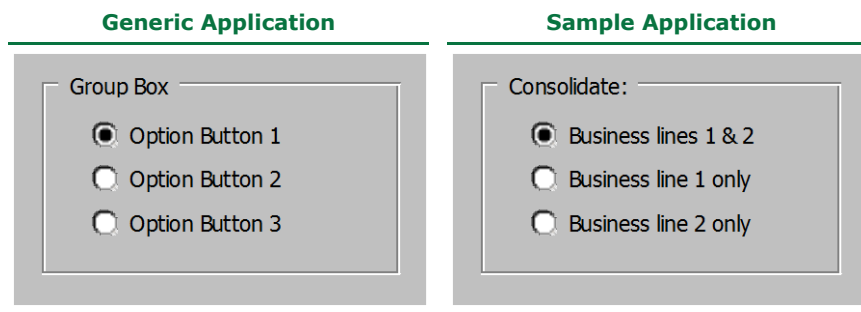 Generic Application
Group Box
Option Button 1
Option Button 2
Option Button 3
Sample Application
Consolidate:
Business lines 1 & 2
Business line 1 only
Business line 2 only